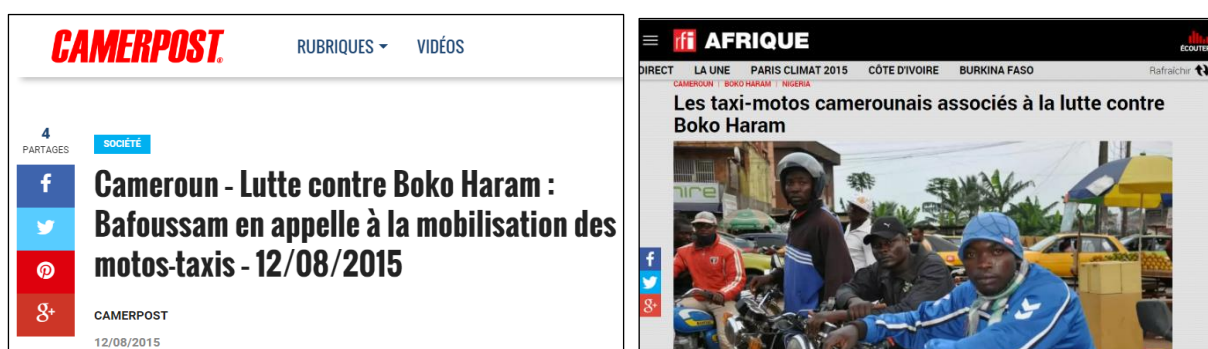 CAMERPOST.
RUBRIQUES VIDÉOS
4
PARTAGES
SOCIÉTÉ
Cameroun - Lutte contre Boko Haram :
Bafoussam en appelle à la mobilisation des
motos-taxis - 12/08/2015
CAMERPOST
12/08/2015
rfi AFRIQUE
ÉCOUTER
DIRECT LA UNE PARIS CLIMAT 2015 CÔTE D'IVOIRE BURKINA FASO Rafraîchir
CAMEROUN | BOKO HARAM | NIGERIA
Les taxi-motos camerounais associés à la lutte contre
Boko Haram